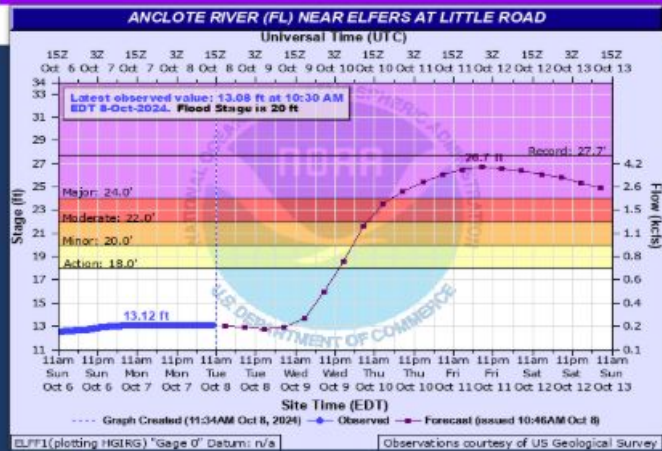 ANCLOTE RIVER (FL) NEAR ELFERS AT LITTLE ROAD
Universal Time (UTC)
15Z 3Z 15Z 3Z 15Z 3Z 15Z 3Z 15Z 3Z 15Z 3Z 15Z 3Z 15Z
Oct 6 Oct 7 Oct 7 Oct 8 Oct 8 Oct 9 Oct 9 Oct 10 Oct 10 Oct 11 Oct 11 Oct 12 Oct 12 Oct 13 Oct 13
Latest observed value: 13.08 ft at 10:30 AM
EDT 8-Oct-2024. Flood Stage is 20 ft
Record: 27.7'
26.7 ft
Major: 24.0'
Moderate: 22.0'
Minor: 20.0'
Action: 18.0'
13.12 ft
NOAA
U.S. DEPARTMENT OF COMMERCE
Stage (ft)
34
31
29
27
25
23
21
19
18
16
14
13
11
Flow (kcfs)
4.2
2.6
1.5
1.1
0.8
0.6
0.4
0.2
0.1
11am 11pm 11am 11pm 11am 11pm 11am 11pm 11am 11pm 11am 11pm 11am 11pm 11am
Sun Sun Mon Mon Tue Tue Wed Wed Thu Thu Fri Fri Sat Sat Sun
Oct 6 Oct 6 Oct 7 Oct 7 Oct 8 Oct 8 Oct 9 Oct 9 Oct 10 Oct 10 Oct 11 Oct 11 Oct 12 Oct 12 Oct 13
Site Time (EDT)
Graph Created (11:34AM Oct 8, 2024) Observed Forecast (issued 10:46AM Oct 8)
ELFF1(plotting HGIRG) "Gage 0" Datum: n/a
Observations courtesy of US Geological Survey